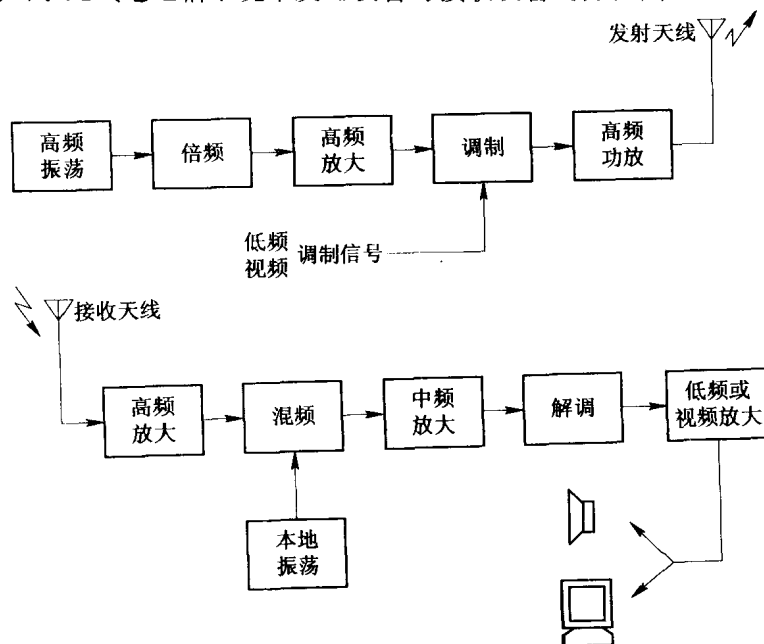 发射天线
高频
振荡
倍频
高频
放大
调制
高频
功放
低频
视频
调制信号
接收天线
高频
放大
混频
中频
放大
解调
低频或
视频放大
本地
振荡